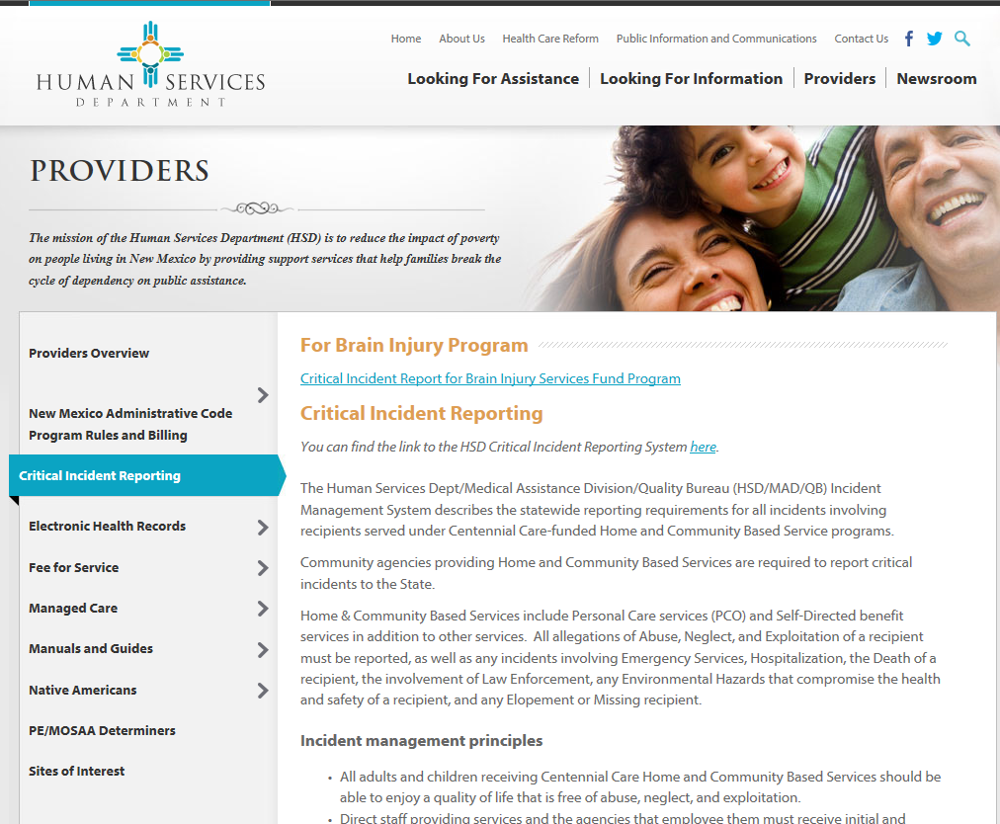 Home About Us Health Care Reform Public Information and Communications Contact Us
HUMAN SERVICES
DEPARTMENT
Looking For Assistance Looking For Information Providers Newsroom
PROVIDERS
The mission of the Human Services Department (HSD) is to reduce the impact of poverty
on people living in New Mexico by providing support services that help families break the
cycle of dependency on public assistance.
Providers Overview
New Mexico Administrative Code
Program Rules and Billing
Critical Incident Reporting
Electronic Health Records
Fee for Service
Managed Care
Manuals and Guides
Native Americans
PE/MOSAA Determiners
Sites of Interest
For Brain Injury Program
Critical Incident Report for Brain Injury Services Fund Program
Critical Incident Reporting
You can find the link to the HSD Critical Incident Reporting System here.
The Human Services Dept/Medical Assistance Division/Quality Bureau (HSD/MAD/QB) Incident
Management System describes the statewide reporting requirements for all incidents involving
recipients served under Centennial Care-funded Home and Community Based Service programs.
Community agencies providing Home and Community Based Services are required to report critical
incidents to the State.
Home & Community Based Services include Personal Care services (PCO) and Self-Directed benefit
services in addition to other services.  All allegations of Abuse, Neglect, and Exploitation of a recipient
must be reported, as well as any incidents involving Emergency Services, Hospitalization, the Death of a
recipient, the involvement of Law Enforcement, any Environmental Hazards that compromise the health
and safety of a recipient, and any Elopement or Missing recipient.
Incident management principles
• All adults and children receiving Centennial Care Home and Community Based Services should be
able to enjoy a quality of life that is free of abuse, neglect, and exploitation.
• Direct staff providing services and the agencies that employee them must receive initial and